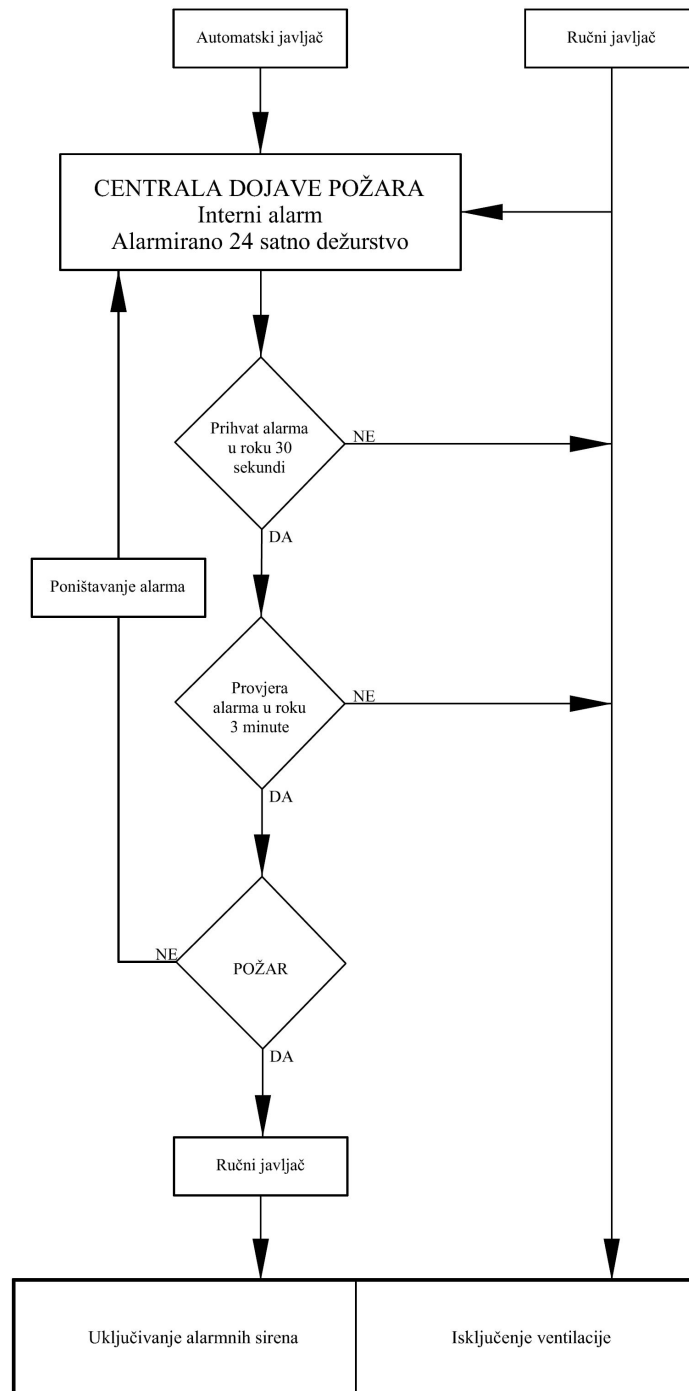 Automatski javljač
Ručni javljač
CENTRALA DOJAVE POŽARA
Interni alarm
Alarmirano 24 satno dežurstvo
Prihvat alarma
u roku 30
sekundi
NE
DA
Poništavanje alarma
Provjera
alarma u roku
3 minute
NE
DA
NE
POŽAR
DA
Ručni javljač
Uključivanje alarmnih sirena
Isključenje ventilacije